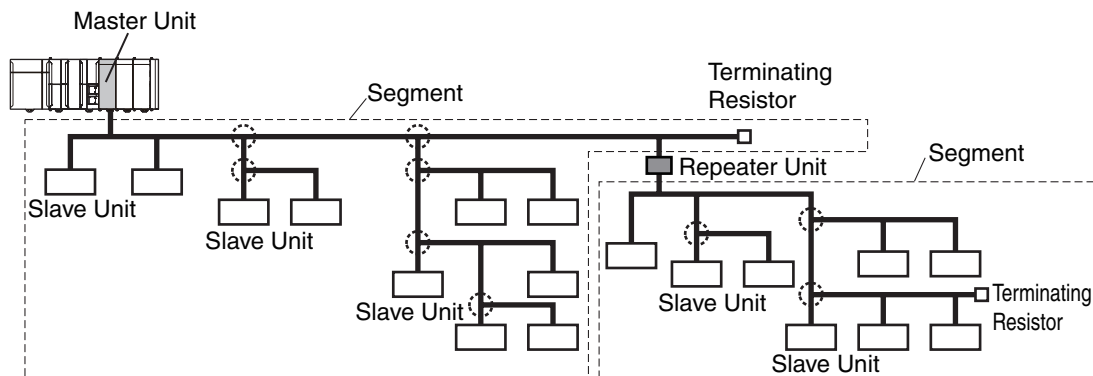 Master Unit
Segment
Terminating
Resistor
Slave Unit
Slave Unit
Slave Unit
Repeater Unit
Segment
Slave Unit
Terminating
Resistor
Slave Unit